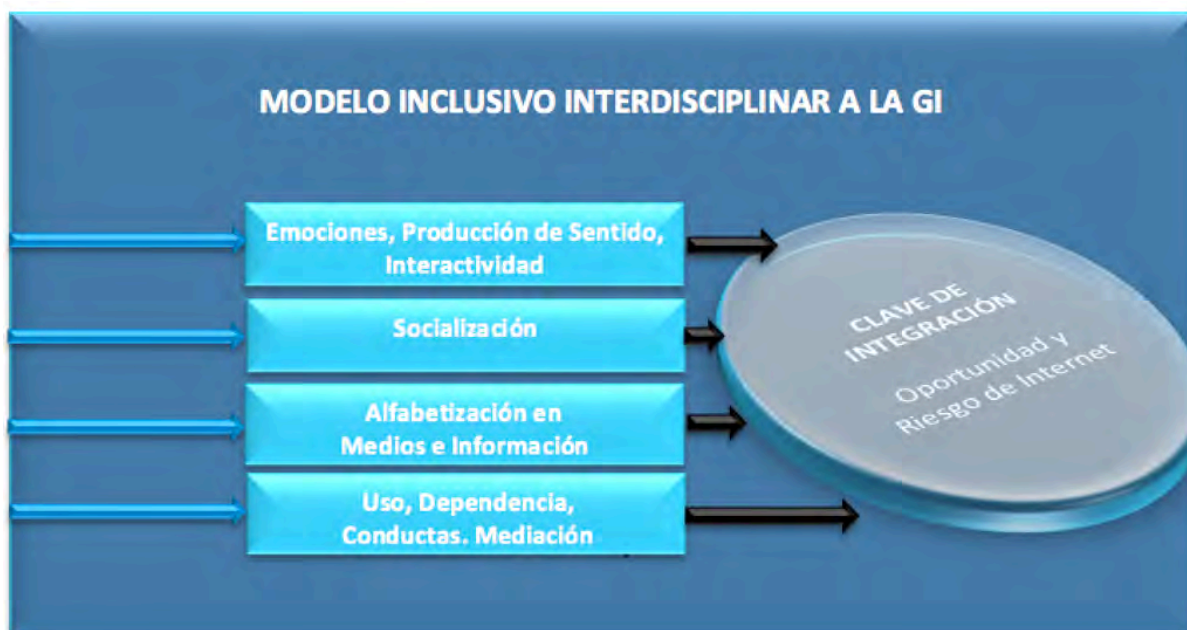 MODELO INCLUSIVO INTERDISCIPLINAR A LA GI
Emociones, Producción de Sentido,
Interactividad
Socialización
Alfabetización en
Medios e Información
Uso, Dependencia,
Conductas. Mediación
CLAVE DE
INTEGRACIÓN
Oportunidad y
Riesgo de Internet